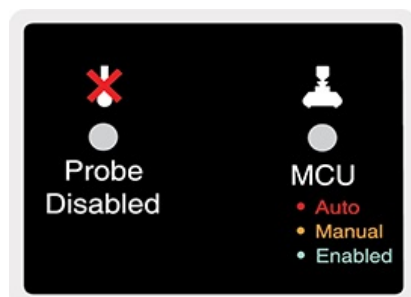 Probe
Disabled
MCU
• Auto
• Manual
• Enabled